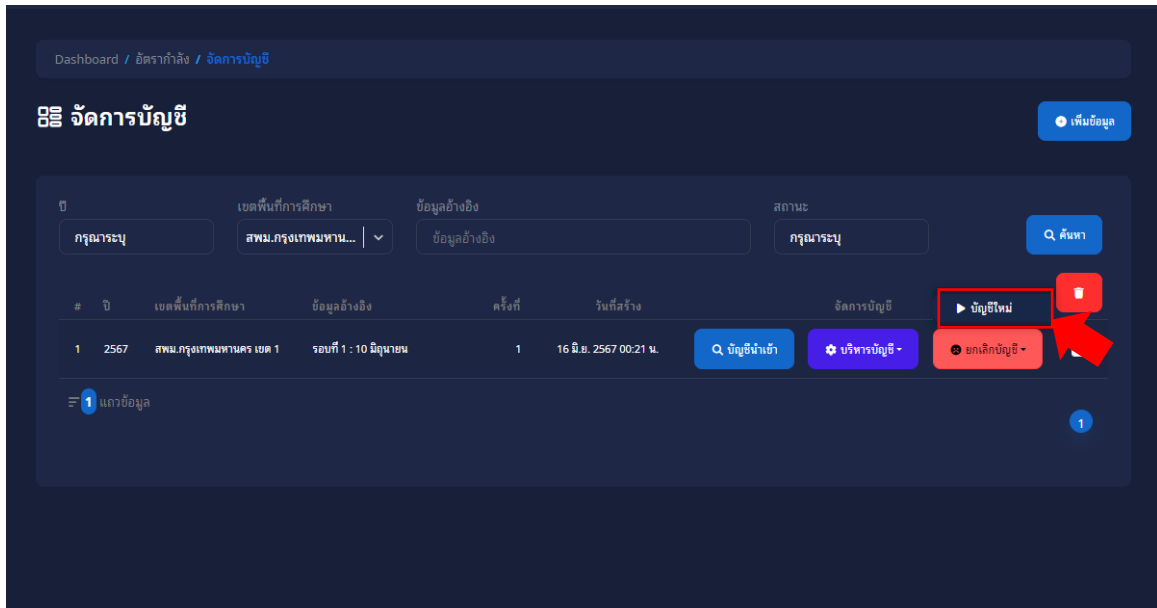 Dashboard / อัตรากำลัง / จัดการบัญชี
จัดการบัญชี
เพิ่มข้อมูล
ปี เขตพื้นที่การศึกษา ข้อมูลอ้างอิง สถานะ
กรุณาระบุ สพม.กรุงเทพมหาน... ข้อมูลอ้างอิง กรุณาระบุ ค้นหา
# ปี เขตพื้นที่การศึกษา ข้อมูลอ้างอิง ครั้งที่ วันที่สร้าง จัดการบัญชี บัญชีใหม่
1 2567 สพม.กรุงเทพมหานคร เขต 1 รอบที่ 1 : 10 มิถุนายน 1 16 มิ.ย. 2567 00:21 น. บัญชีนำเข้า บริหารบัญชี ยกเลิกบัญชี
1 แถวข้อมูล
1